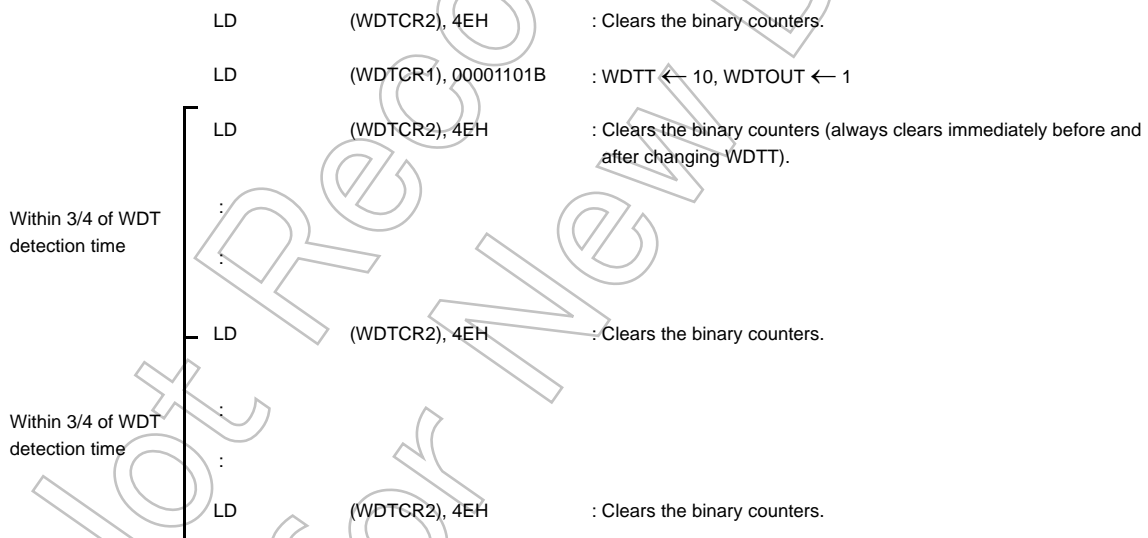 LD (WDTCR2), 4EH : Clears the binary counters.
LD (WDTCR1), 00001101B : WDTT ← 10, WDTOUT ← 1
LD (WDTCR2), 4EH : Clears the binary counters (always clears immediately before and
after changing WDTT).
Within 3/4 of WDT
detection time
:
:
LD (WDTCR2), 4EH : Clears the binary counters.
Within 3/4 of WDT
detection time
:
:
LD (WDTCR2), 4EH : Clears the binary counters.